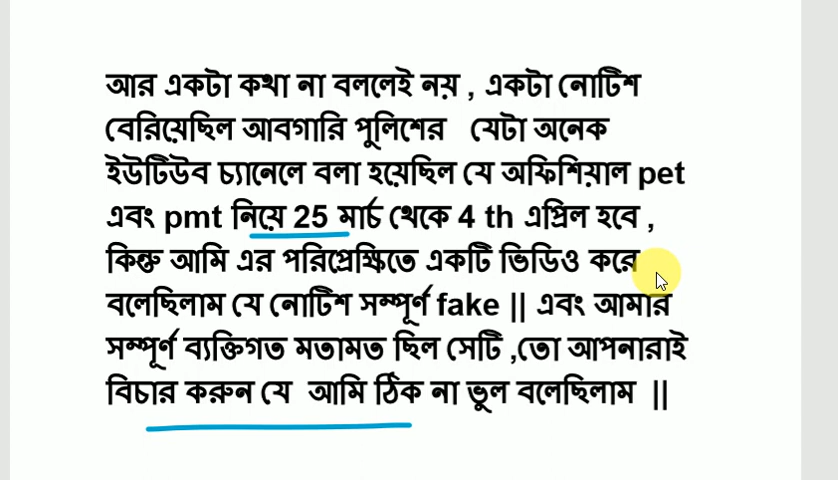 আর একটা কথা না বললেই নয় , একটা নোটিশ
বেরিয়েছিল আবগারি পুলিশের যেটা অনেক
ইউটিউব চ্যানেলে বলা হয়েছিল যে অফিশিয়াল pet
এবং pmt নিয়ে 25 মার্চ থেকে 4 th এপ্রিল হবে ,
কিন্তু আমি এর পরিপ্রেক্ষিতে একটি ভিডিও করে
বলেছিলাম যে নোটিশ সম্পূর্ণ fake || এবং আমার
সম্পূর্ণ ব্যক্তিগত মতামত ছিল সেটি ,তো আপনারাই
বিচার করুন যে আমি ঠিক না ভুল বলেছিলাম ||